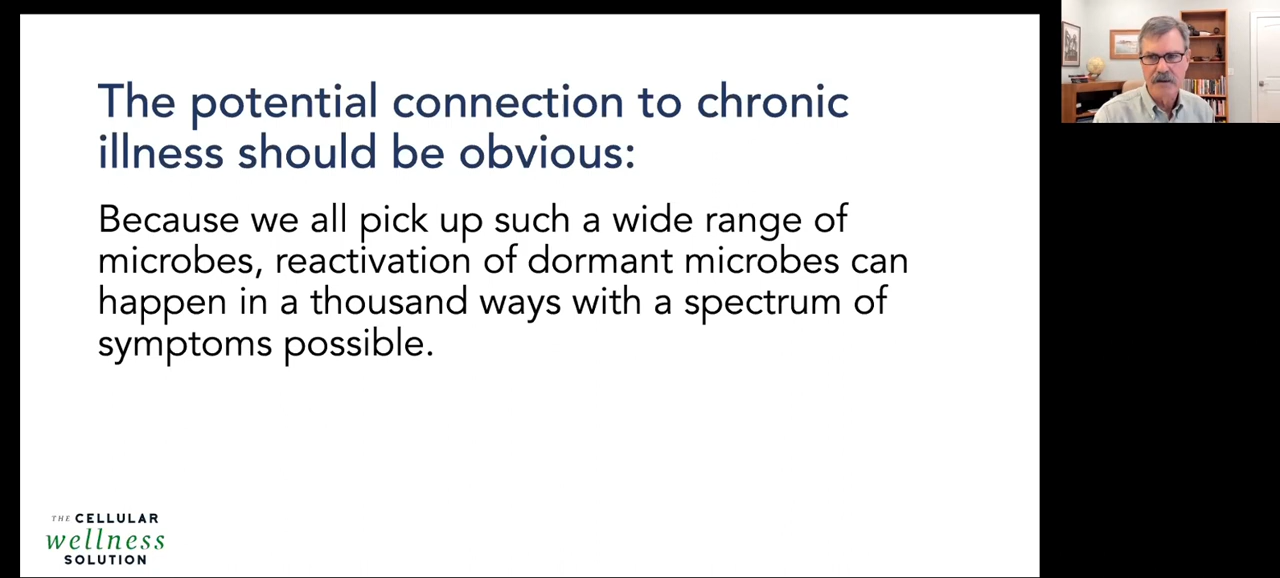 The potential connection to chronic
illness should be obvious:
Because we all pick up such a wide range of
microbes, reactivation of dormant microbes can
happen in a thousand ways with a spectrum of
symptoms possible.
THE CELLULAR
wellness
SOLUTION